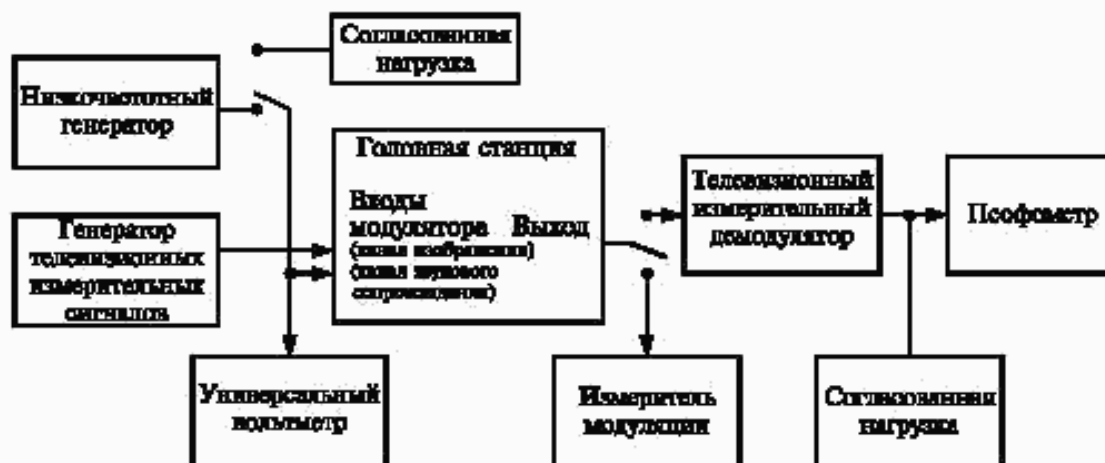 Согласованная
нагрузка
Низкочастотный
генератор
Головная станция
Входы
модулятора Выход
(канал изображения)
(канал звукового
сопровождения)
Генератор
телевизионных
измерительных
сигналов
Телевизионный
измерительный
демодулятор
Псофометр
Универсальный
вольтметр
Измеритель
модуляции
Согласованная
нагрузка